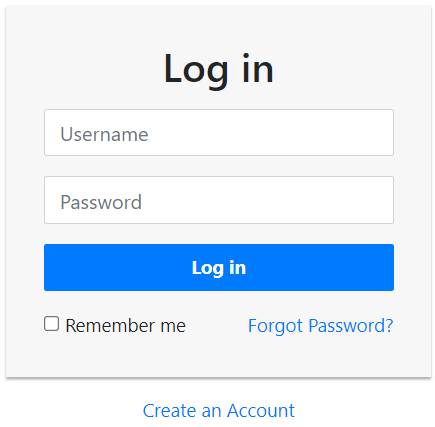 Log in
Username
Password
Log in
Remember me Forgot Password?
Create an Account